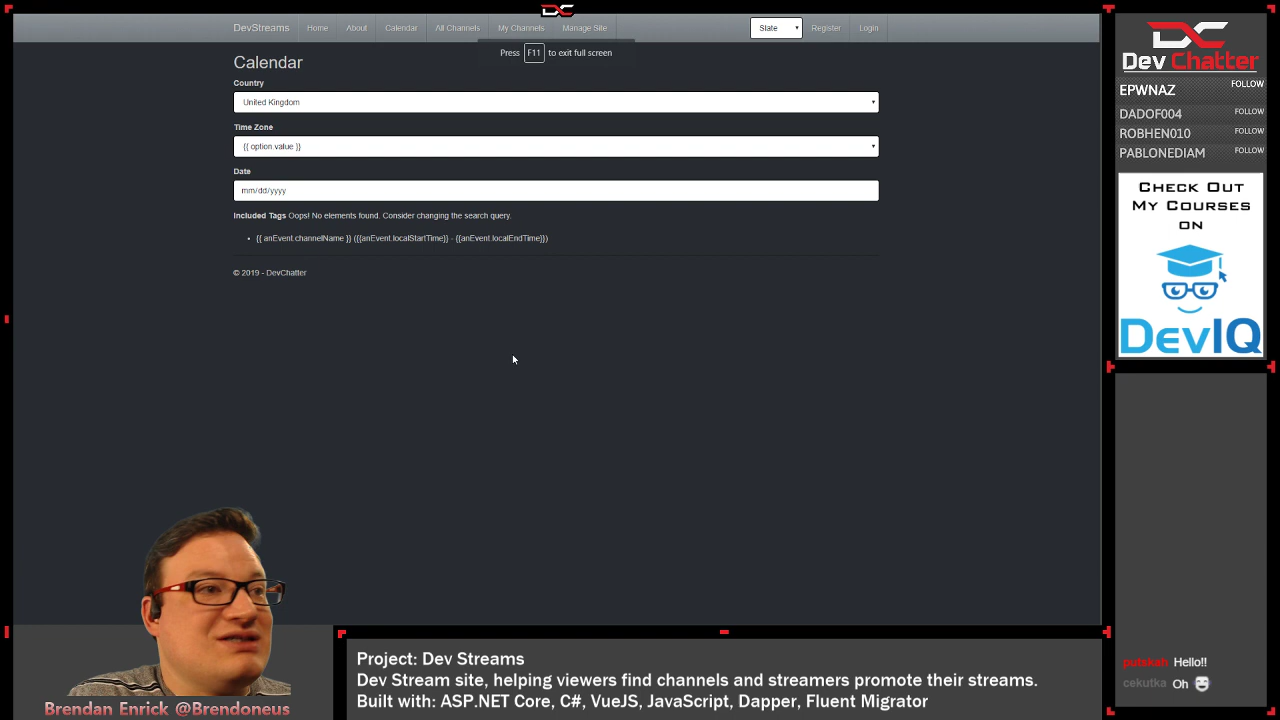 DevStreams Home About Calendar All Channels My Channels Manage Site Slate Register Login
Press F11 to exit full screen
Calendar
Country
United Kingdom
Time Zone
{{ option.value }}
Date
mm/dd/yyyy
Included Tags Oops! No elements found. Consider changing the search query.
• {{ anEvent.channelName }} ({{anEvent.localStartTime}} - {{anEvent.localEndTime}})
© 2019 - DevChatter
DC
Dev Chatter
EPWNAZ FOLLOW
DADOF004 FOLLOW
ROBHEN010 FOLLOW
PABLONEDIAM FOLLOW
CHECK OUT
MY COURSES
ON
DevIQ
putskah Hello!!
cekutka Oh
Brendan Enrick @Brendoneus
Project: Dev Streams
Dev Stream site, helping viewers find channels and streamers promote their streams.
Built with: ASP.NET Core, C#, VueJS, JavaScript, Dapper, Fluent Migrator